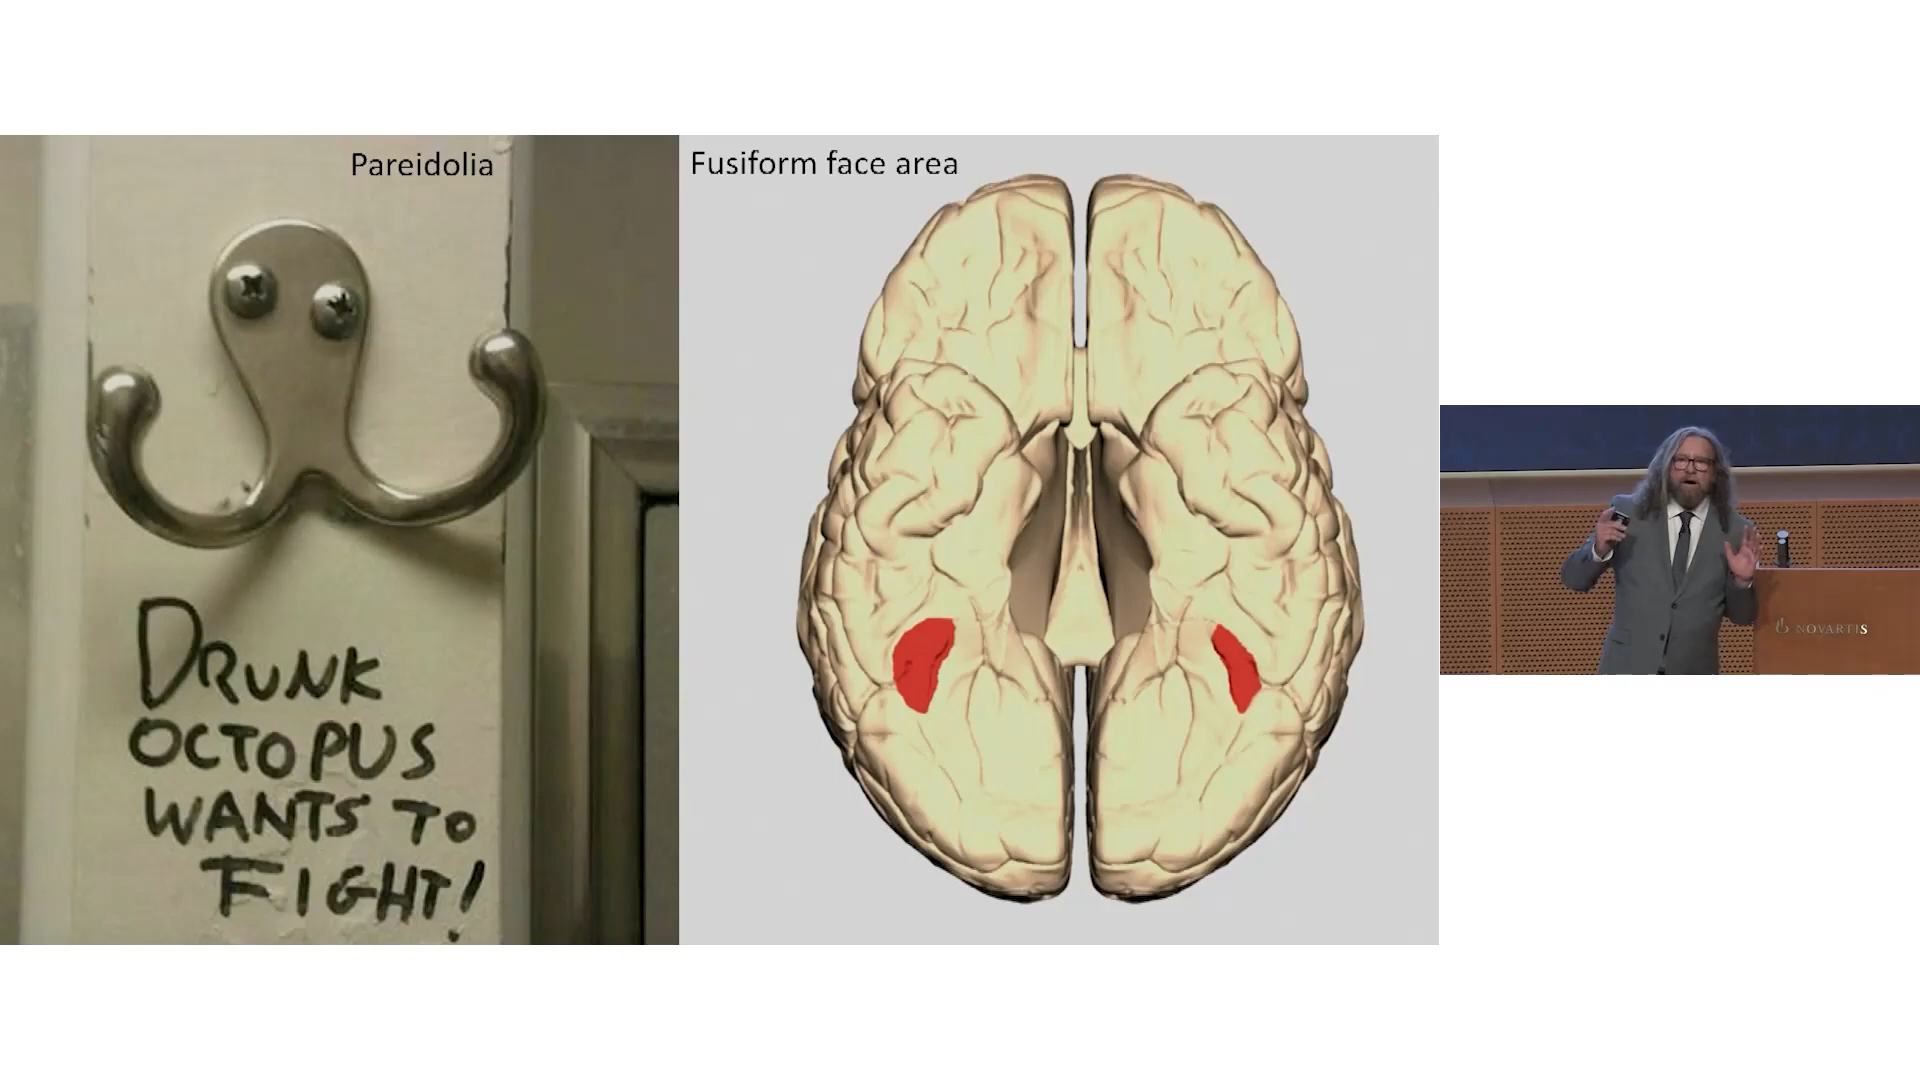 Pareidolia
Fusiform face area
DRUNK
OCTOPUS
WANTS TO
FIGHT!
NOVARTIS